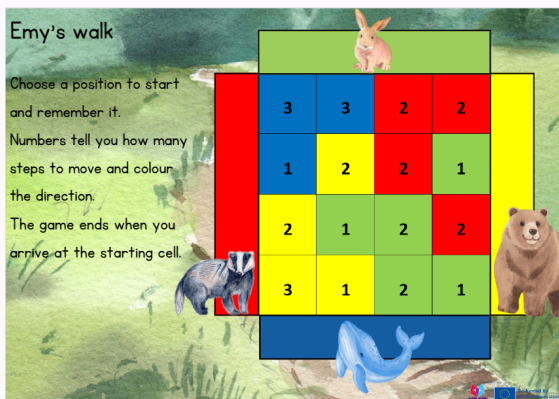 Emy's walk
Choose a position to start
and remember it.
Numbers tell you how many
steps to move and colour
the direction.
The game ends when you
arrive at the starting cell.
3 3 2 2
1 2 2 1
2 1 2 2
3 1 2 1